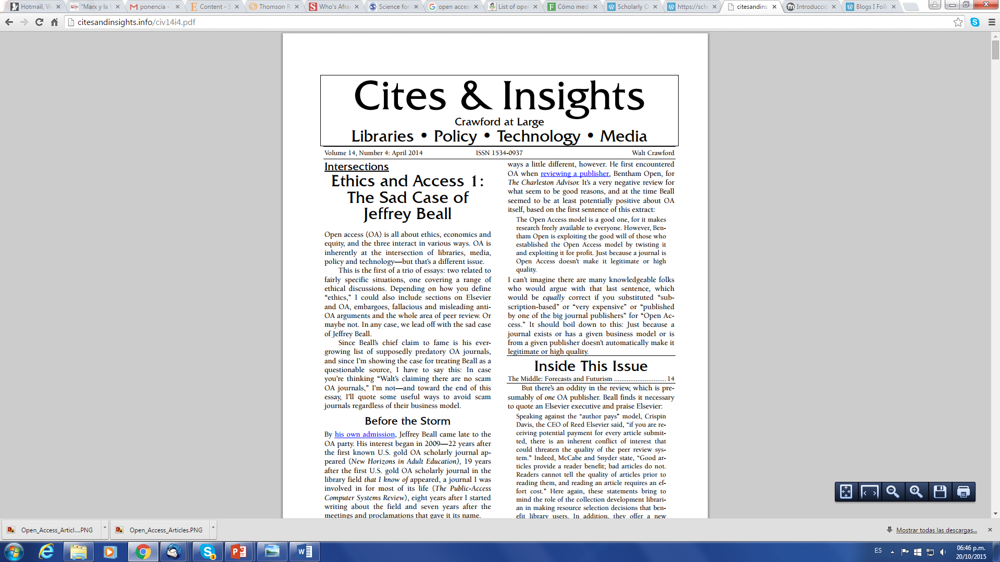 Hotmail, Vi
"Marx y la f
ponencia -
Content - S
Thomson R
Who's Afrai
Science for
open acces
List of oper
Cómo med
Scholarly O
https://sch
citesandins
Introducció
Blogs I Foll
citesandinsights.info/civ14i4.pdf
Cites & Insights
Crawford at Large
Libraries • Policy • Technology • Media
Volume 14, Number 4: April 2014 ISSN 1534-0937 Walt Crawford
Intersections
Ethics and Access 1:
The Sad Case of
Jeffrey Beall
Open access (OA) is all about ethics, economics and
equity, and the three interact in various ways. OA is
inherently at the intersection of libraries, media,
policy and technology—but that's a different issue.
This is the first of a trio of essays: two related to
fairly specific situations, one covering a range of
ethical discussions. Depending on how you define
“ethics,” I could also include sections on Elsevier
and OA, embargoes, fallacious and misleading anti-
OA arguments and the whole area of peer review. Or
maybe not. In any case, we lead off with the sad case
of Jeffrey Beall.
Since Beall's chief claim to fame is his ever-
growing list of supposedly predatory OA journals,
and since I'm showing the case for treating Beall as a
questionable source, I have to say this: In case
you're thinking “Walt's claiming there are no scam
OA journals,” I'm not—and toward the end of this
essay, I'll quote some useful ways to avoid scam
journals regardless of their business model.
Before the Storm
By his own admission, Jeffrey Beall came late to the
OA party. His interest began in 2009—22 years after
the first known U.S. gold OA scholarly journal ap-
peared (New Horizons in Adult Education), 19 years
after the first U.S. gold OA scholarly journal in the
library field that I know of appeared, a journal I was
involved in for most of its life (The Public-Access
Computer Systems Review), eight years after I started
writing about the field and seven years after the
meetings and proclamations that gave it its name.
ways a little different, however. He first encountered
OA when reviewing a publisher, Bentham Open, for
The Charleston Advisor. It's a very negative review for
what seem to be good reasons, and at the time Beall
seemed to be at least potentially positive about OA
itself, based on the first sentence of this extract:
The Open Access model is a good one, for it makes
research freely available to everyone. However, Ben-
tham Open is exploiting the good will of those who
established the Open Access model by twisting it
and exploiting it for profit. Just because a journal is
Open Access doesn't make it legitimate or high
quality.
I can't imagine there are many knowledgeable folks
who would argue with that last sentence, which
would be equally correct if you substituted “sub-
scription-based” or “very expensive” or “published
by one of the big journal publishers” for “Open Ac-
cess.” It should boil down to this: Just because a
journal exists or has a given business model or is
from a given publisher doesn't automatically make it
legitimate or high quality.
Inside This Issue
The Middle: Forecasts and Futurism ............................ 14
But there's an oddity in the review, which is pre-
sumably of one OA publisher. Beall finds it necessary
to quote an Elsevier executive and praise Elsevier:
Speaking against the “author pays” model, Crispin
Davis, the CEO of Reed Elsevier said, “if you are re-
ceiving potential payment for every article submit-
ted, there is an inherent conflict of interest that
could threaten the quality of the peer review sys-
tem.” Indeed, McCabe and Snyder state, “Good ar-
ticles provide a reader benefit; bad articles do not.
Readers cannot tell the quality of articles prior to
reading them, and reading an article requires an ef-
fort cost.” Here again, these statements bring to
mind the role of the collection development librari-
an in making resource selection decisions that ben-
efit library users. In addition, they offer a new
Open_Access_Articl....PNG
Open_Access_Articles.PNG
Mostrar todas las descargas...
ES
06:46 p.m.
20/10/2015